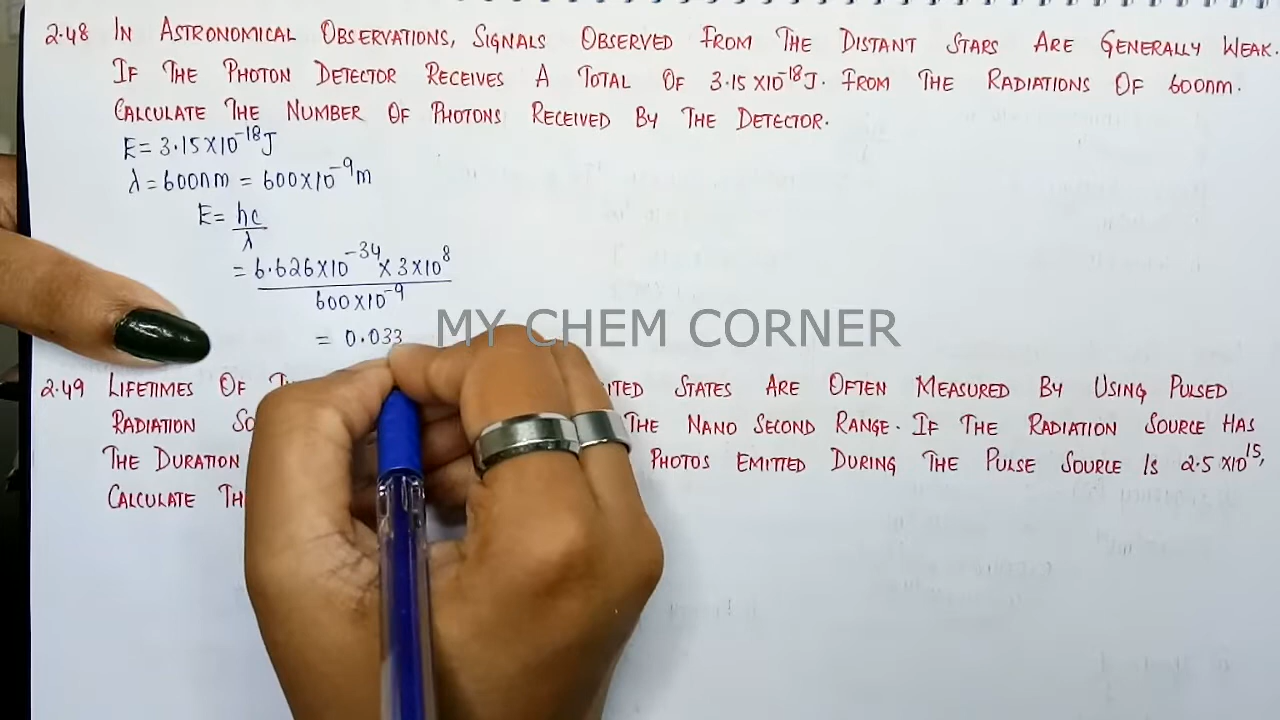 2.48 IN ASTRONOMICAL OBSERVATIONS, SIGNALS OBSERVED FROM THE DISTANT STARS ARE GENERALLY WEAK.
IF THE PHOTON DETECTOR RECEIVES A TOTAL OF 3.15×10⁻¹⁸J. FROM THE RADIATIONS OF 600nm.
CALCULATE THE NUMBER OF PHOTONS RECEIVED BY THE DETECTOR.
E = 3.15×10⁻¹⁸J
λ = 600nm = 600×10⁻⁹m
E = hc
λ
= 6.626×10⁻³⁴ × 3×10⁸
600×10⁻⁹
= 0.033
MY CHEM CORNER
2.49 LIFETIMES OF STATES ARE OFTEN MEASURED BY USING PULSED
RADIATION THE NANO SECOND RANGE. IF THE RADIATION SOURCE HAS
THE DURATION PHOTOS EMITTED DURING THE PULSE SOURCE IS 2.5×10¹⁵,
CALCULATE